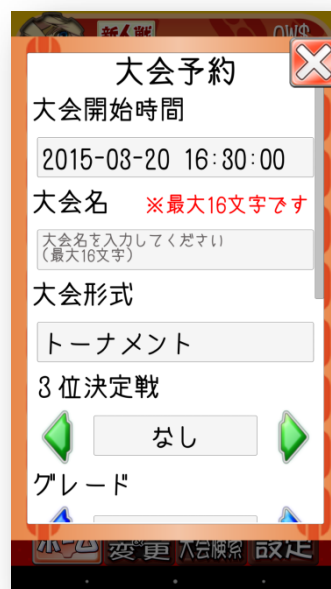 新人戦
大会予約
大会開始時間
2015-03-20 16:30:00
大会名 ※最大16文字です
大会名を入力してください
(最大16文字)
大会形式
トーナメント
3位決定戦
なし
グレード
ホーム 変更 大会検索 設定